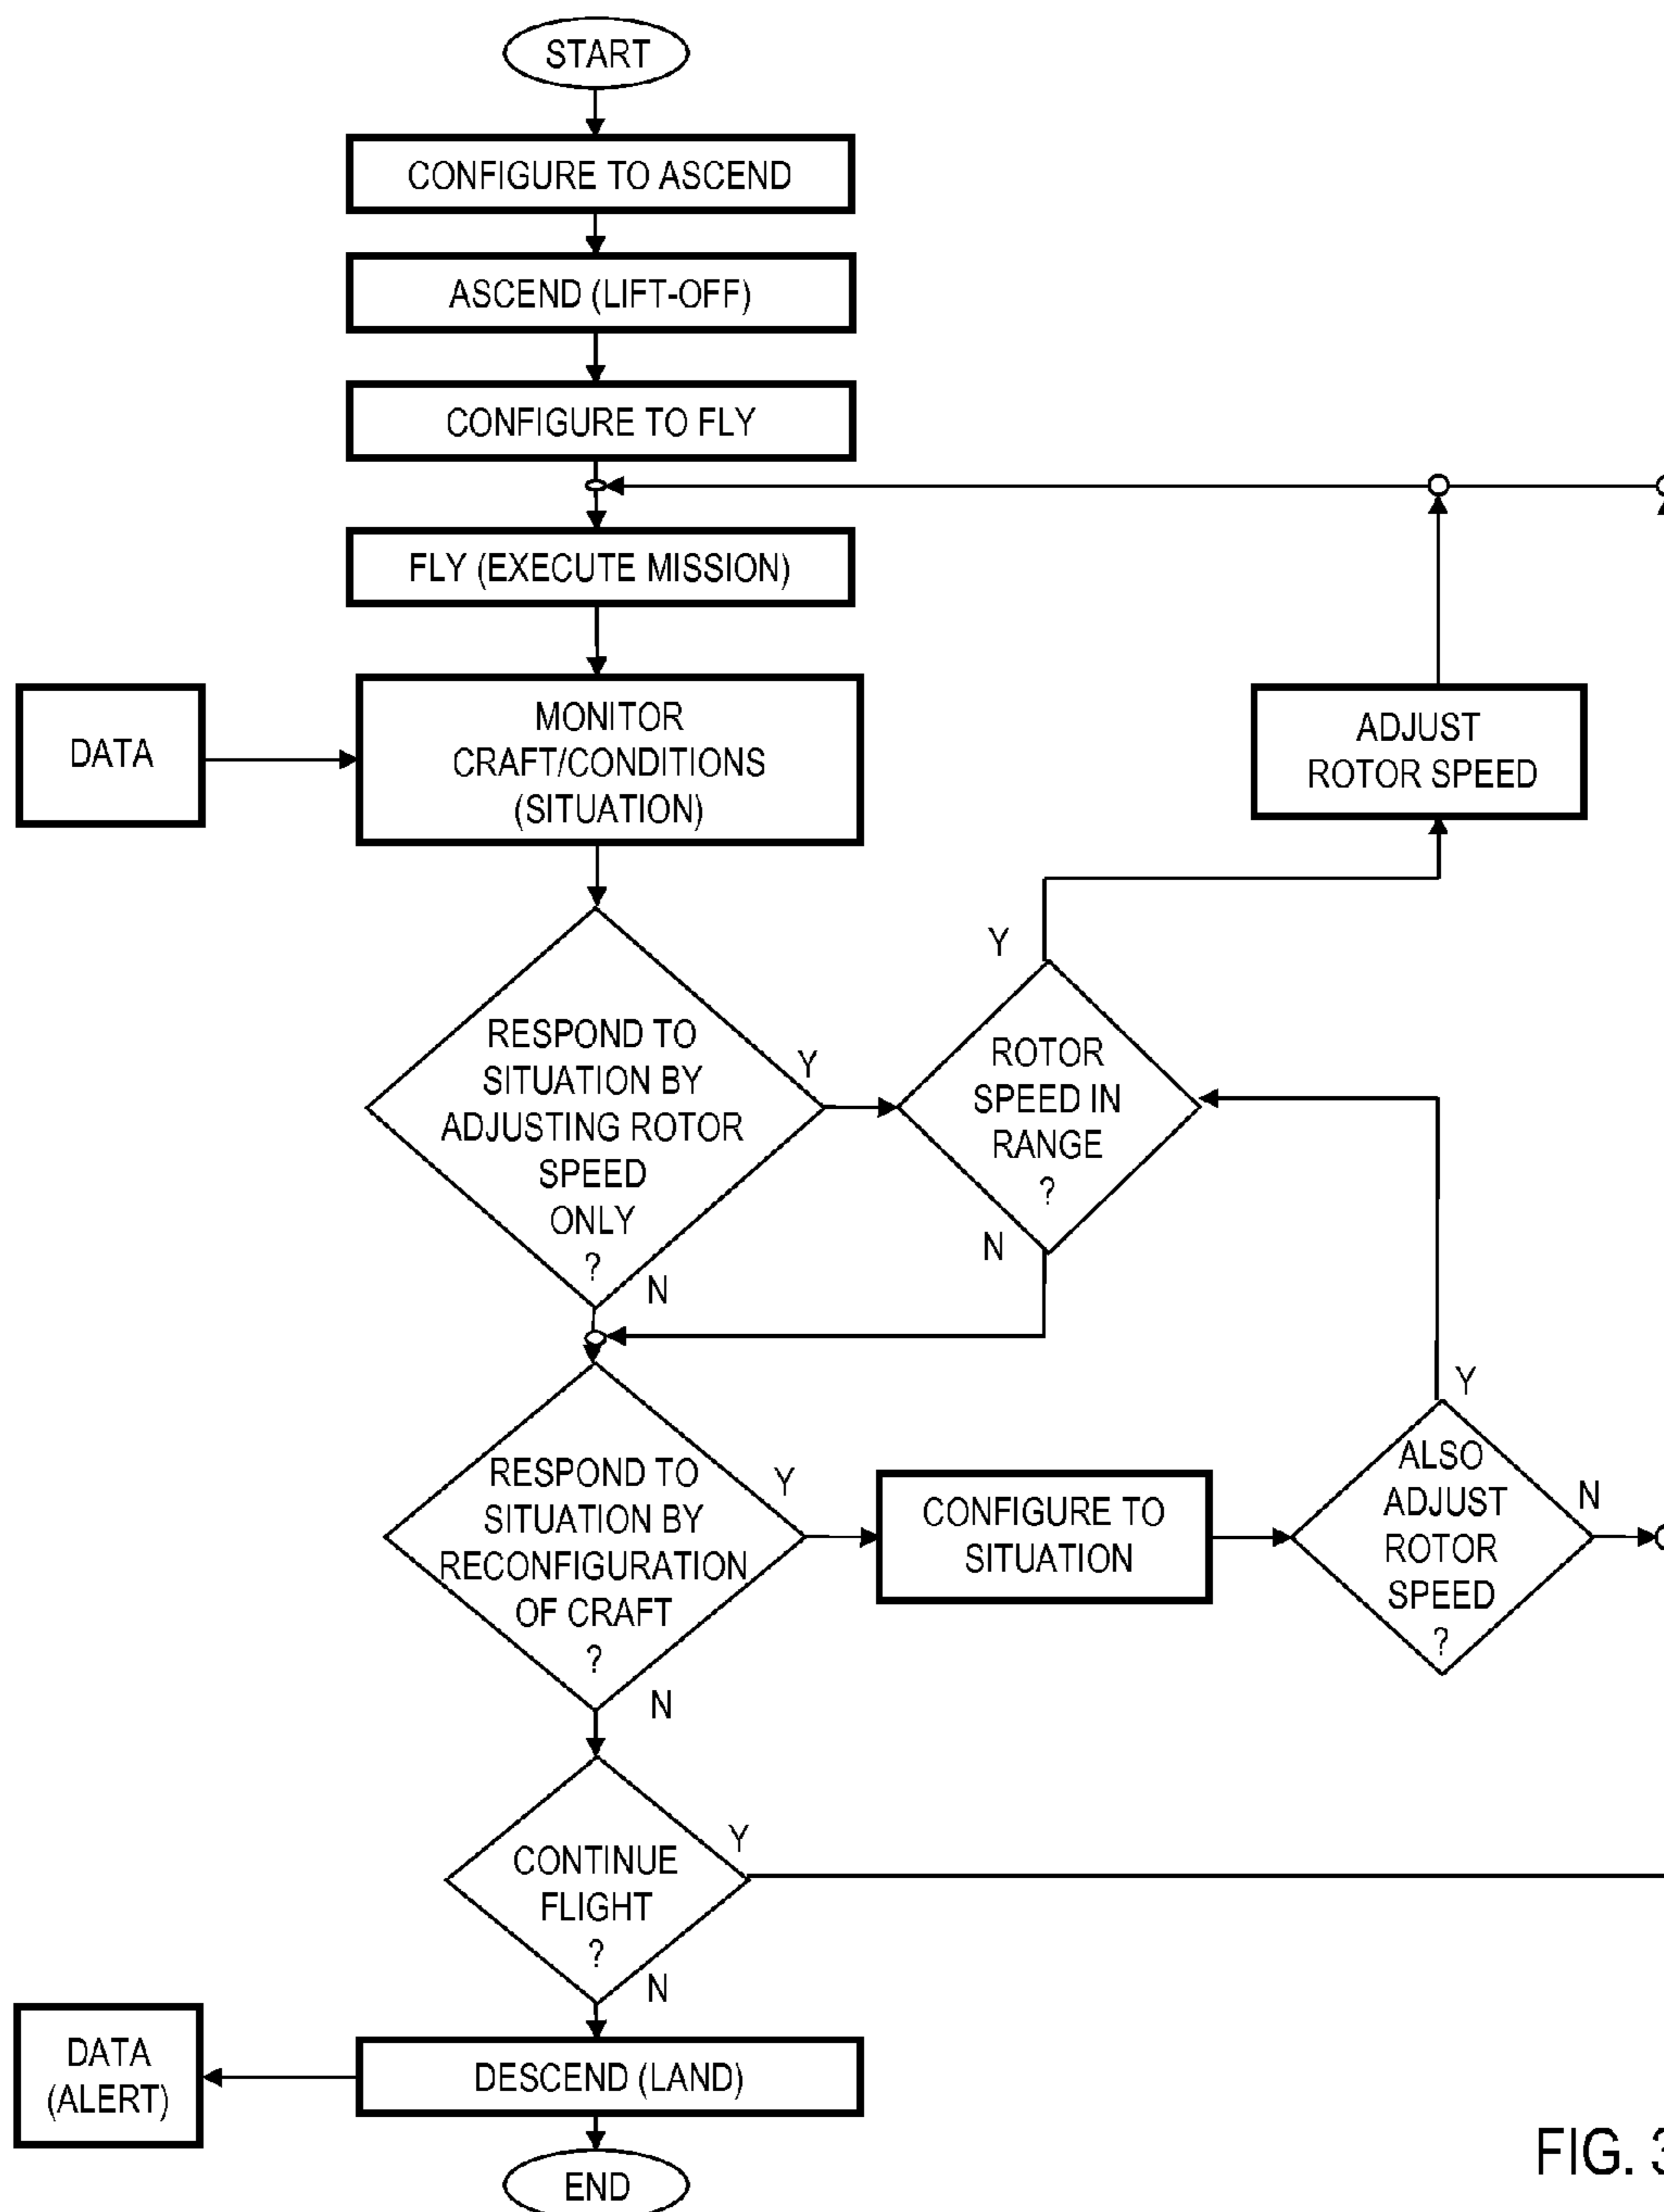 START
CONFIGURE TO ASCEND
ASCEND (LIFT-OFF)
CONFIGURE TO FLY
FLY (EXECUTE MISSION)
DATA
MONITOR
CRAFT/CONDITIONS
(SITUATION)
ADJUST
ROTOR SPEED
RESPOND TO
SITUATION BY
ADJUSTING ROTOR
SPEED
ONLY
?
Y
N
ROTOR
SPEED IN
RANGE
?
Y
N
RESPOND TO
SITUATION BY
RECONFIGURATION
OF CRAFT
?
Y
N
CONFIGURE TO
SITUATION
ALSO
ADJUST
ROTOR
SPEED
?
Y
N
CONTINUE
FLIGHT
?
Y
N
DATA
(ALERT)
DESCEND (LAND)
END
FIG. 3